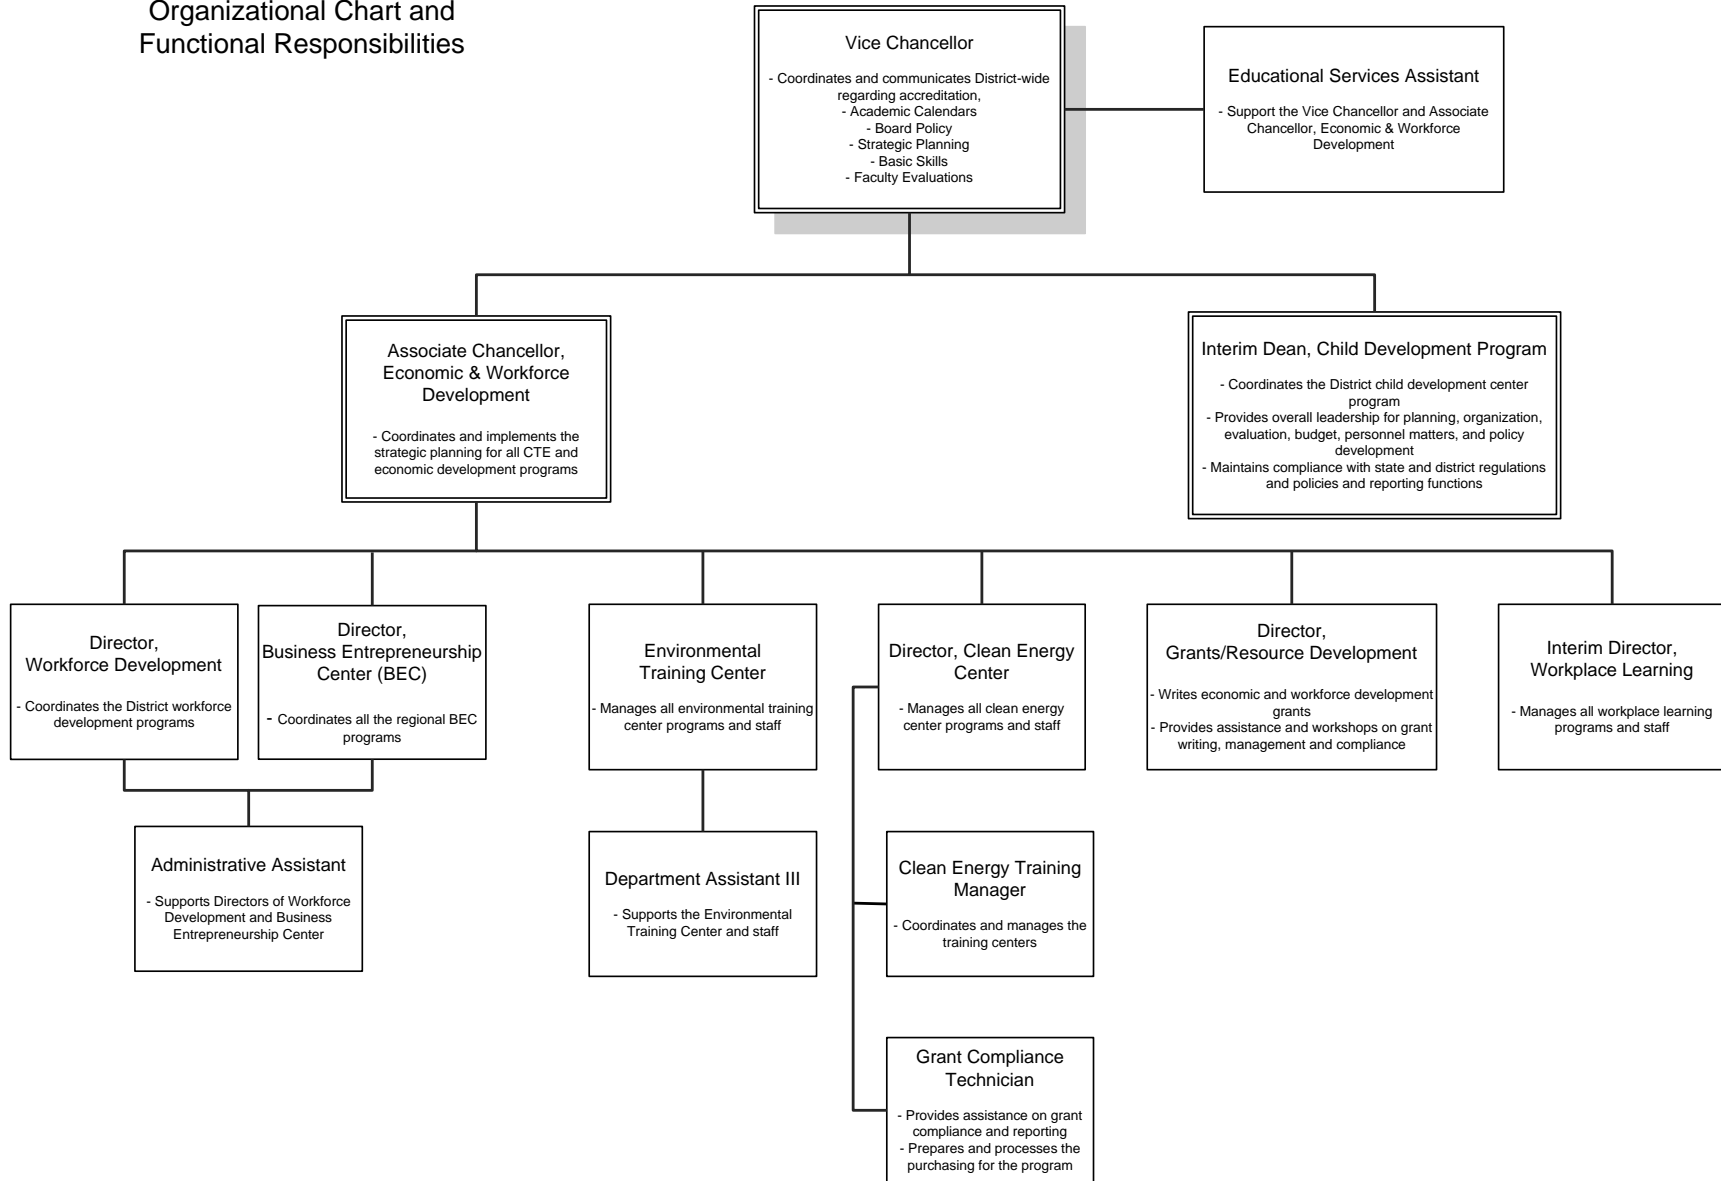 Organizational Chart and
Functional Responsibilities
Vice Chancellor
- Coordinates and communicates District-wide
regarding accreditation,
- Academic Calendars
- Board Policy
- Strategic Planning
- Basic Skills
- Faculty Evaluations
Educational Services Assistant
- Support the Vice Chancellor and Associate
Chancellor, Economic & Workforce
Development
Associate Chancellor,
Economic & Workforce
Development
- Coordinates and implements the
strategic planning for all CTE and
economic development programs
Interim Dean, Child Development Program
- Coordinates the District child development center
program
- Provides overall leadership for planning, organization,
evaluation, budget, personnel matters, and policy
development
- Maintains compliance with state and district regulations
and policies and reporting functions
Director,
Workforce Development
- Coordinates the District workforce
development programs
Director,
Business Entrepreneurship
Center (BEC)
- Coordinates all the regional BEC
programs
Environmental
Training Center
- Manages all environmental training
center programs and staff
Director, Clean Energy
Center
- Manages all clean energy
center programs and staff
Director,
Grants/Resource Development
- Writes economic and workforce development
grants
- Provides assistance and workshops on grant
writing, management and compliance
Interim Director,
Workplace Learning
- Manages all workplace learning
programs and staff
Administrative Assistant
- Supports Directors of Workforce
Development and Business
Entrepreneurship Center
Department Assistant III
- Supports the Environmental
Training Center and staff
Clean Energy Training
Manager
- Coordinates and manages the
training centers
Grant Compliance
Technician
- Provides assistance on grant
compliance and reporting
- Prepares and processes the
purchasing for the program